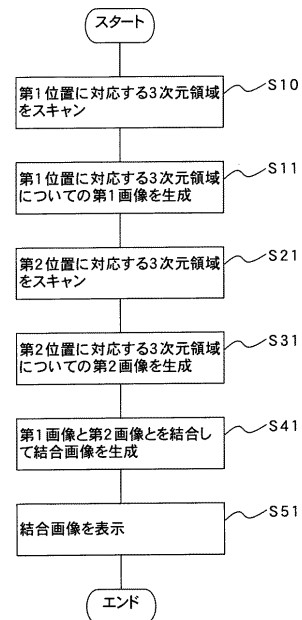 スタート
第1位置に対応する3次元領域
をスキャン
S10
第1位置に対応する3次元領域
についての第1画像を生成
S11
第2位置に対応する3次元領域
をスキャン
S21
第2位置に対応する3次元領域
についての第2画像を生成
S31
第1画像と第2画像とを結合し
て結合画像を生成
S41
結合画像を表示
S51
エンド